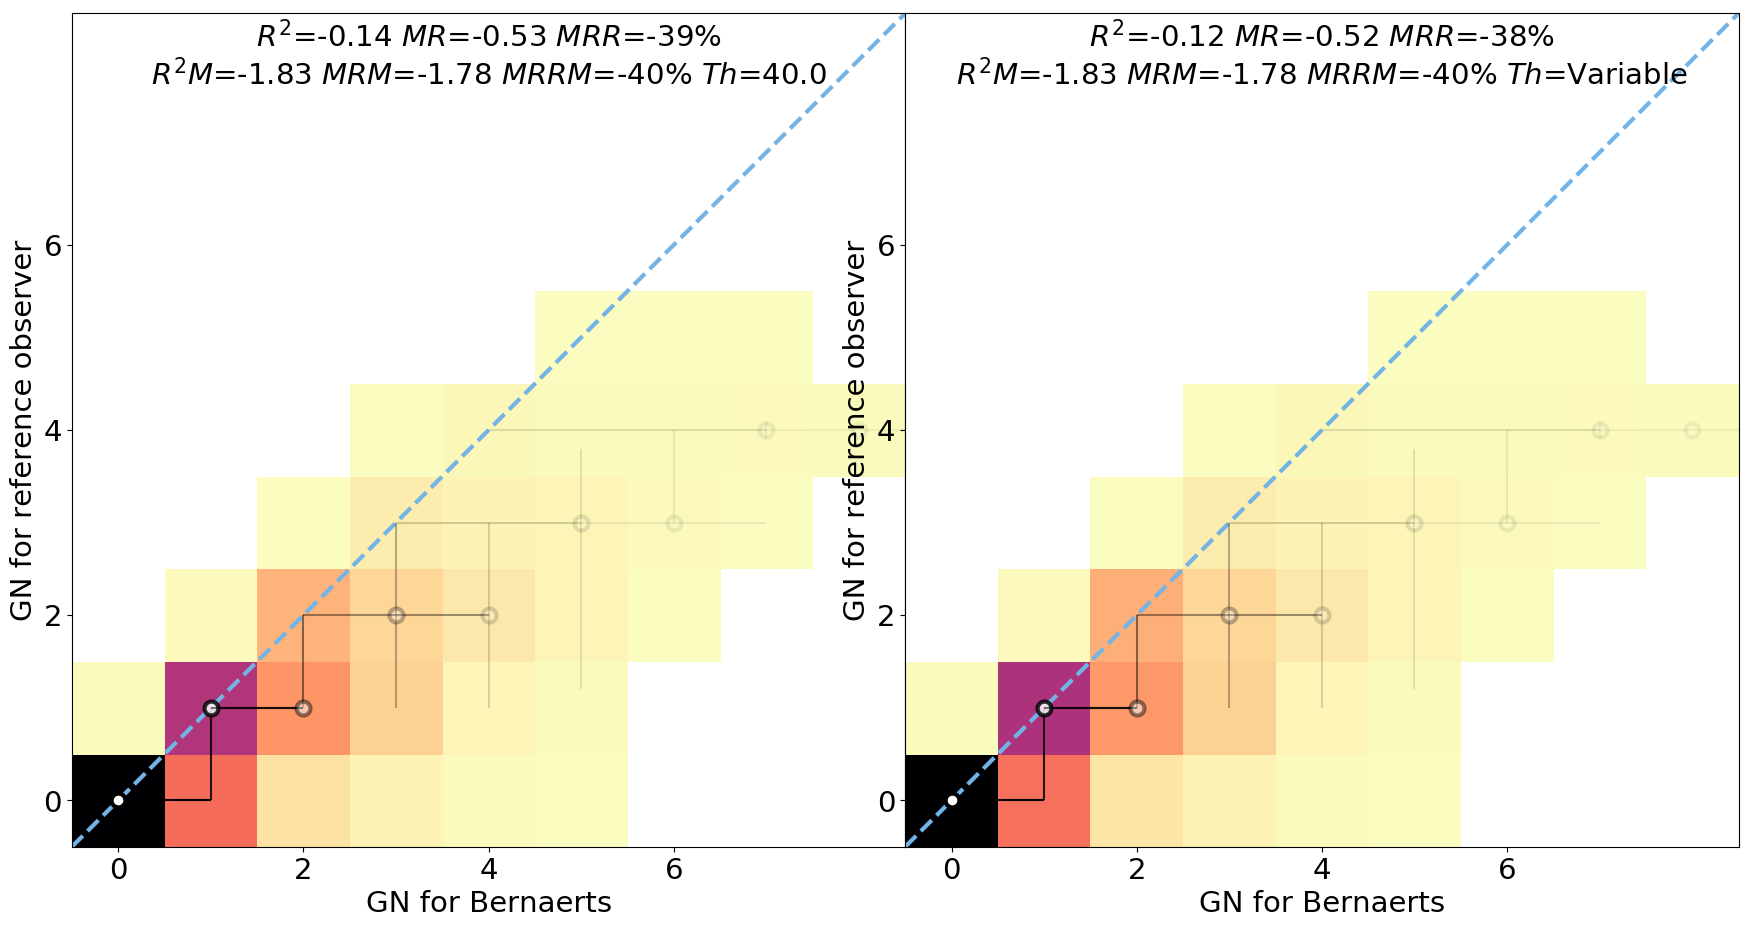 R²=-0.14 MR=-0.53 MRR=-39%
R²M=-1.83 MRM=-1.78 MRRM=-40% Th=40.0
GN for reference observer
6
4
2
0
0 2 4 6
GN for Bernaerts
R²=-0.12 MR=-0.52 MRR=-38%
R²M=-1.83 MRM=-1.78 MRRM=-40% Th=Variable
GN for reference observer
6
4
2
0
0 2 4 6
GN for Bernaerts